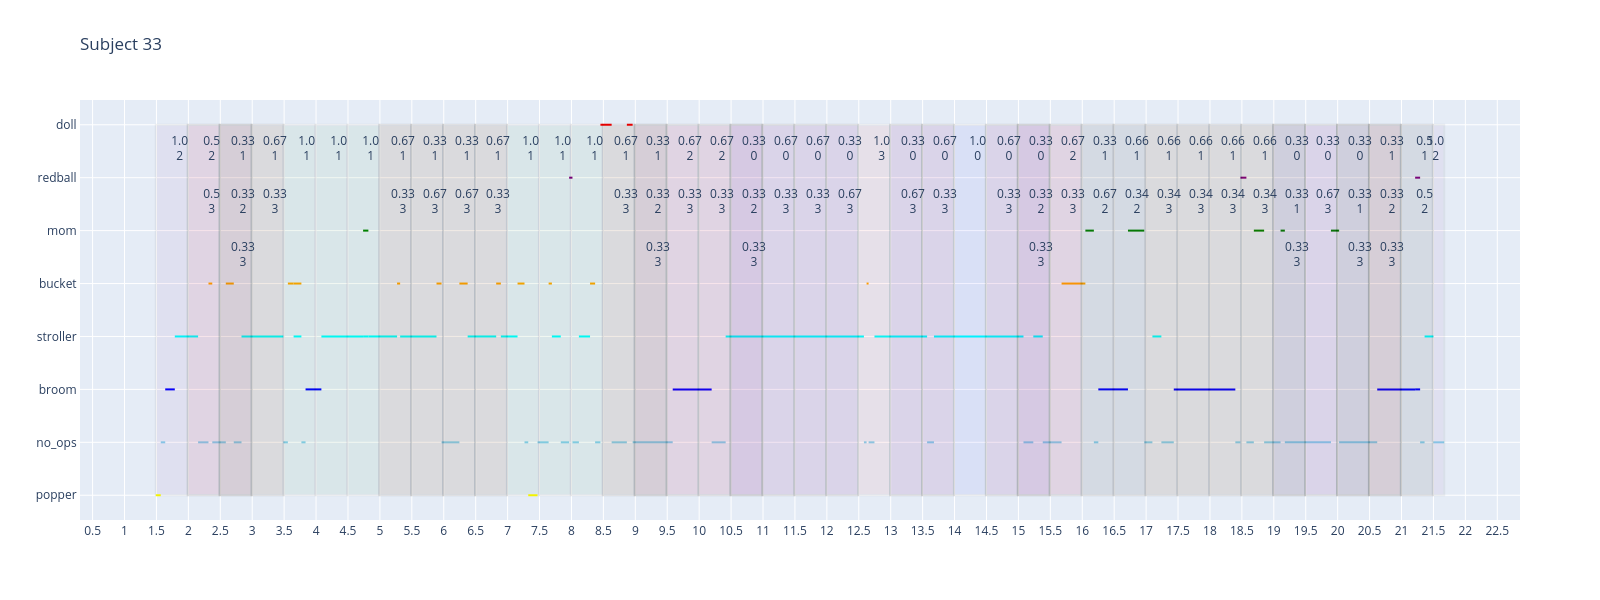 Subject 33
doll
1.0 0.5 0.33 0.67 1.0 1.0 1.0 0.67 0.33 0.33 0.67 1.0 1.0 1.0 0.67 0.33 0.67 0.67 0.33 0.67 0.67 0.33 1.0 0.33 0.67 1.0 0.67 0.33 0.67 0.33 0.66 0.66 0.66 0.66 0.66 0.33 0.33 0.33 0.33 0.5 1.0
2 2 1 1 1 1 1 1 1 1 1 1 1 1 1 1 2 2 0 0 0 0 3 0 0 0 0 0 2 1 1 1 1 1 1 0 0 0 1 1 2
redball
0.5 0.33 0.33 0.33 0.67 0.67 0.33 0.33 0.33 0.33 0.33 0.33 0.33 0.33 0.67 0.67 0.33 0.33 0.33 0.33 0.67 0.34 0.34 0.34 0.34 0.34 0.33 0.67 0.33 0.33 0.5
3 2 3 3 3 3 3 3 2 3 3 2 3 3 3 3 3 3 2 3 2 2 3 3 3 3 1 3 1 2 2
mom
0.33 0.33 0.33 0.33 0.33 0.33 0.33
3 3 3 3 3 3 3
bucket
stroller
broom
no_ops
popper
0.5 1 1.5 2 2.5 3 3.5 4 4.5 5 5.5 6 6.5 7 7.5 8 8.5 9 9.5 10 10.5 11 11.5 12 12.5 13 13.5 14 14.5 15 15.5 16 16.5 17 17.5 18 18.5 19 19.5 20 20.5 21 21.5 22 22.5